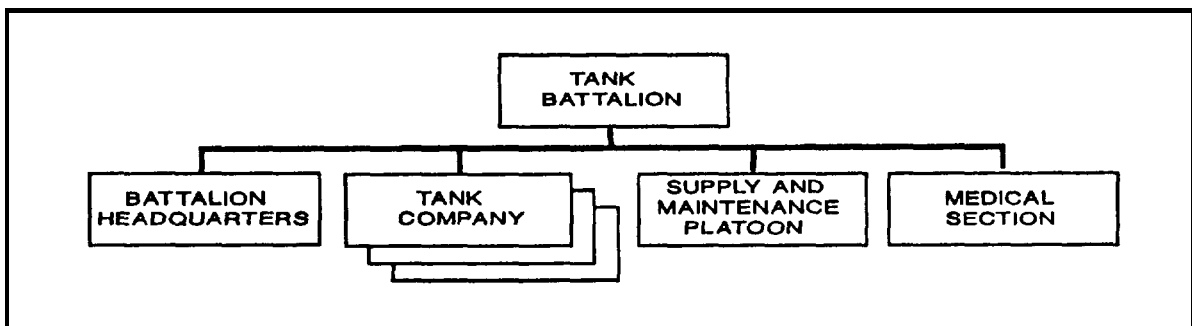 TANK
BATTALION
BATTALION
HEADQUARTERS
TANK
COMPANY
SUPPLY AND
MAINTENANCE
PLATOON
MEDICAL
SECTION